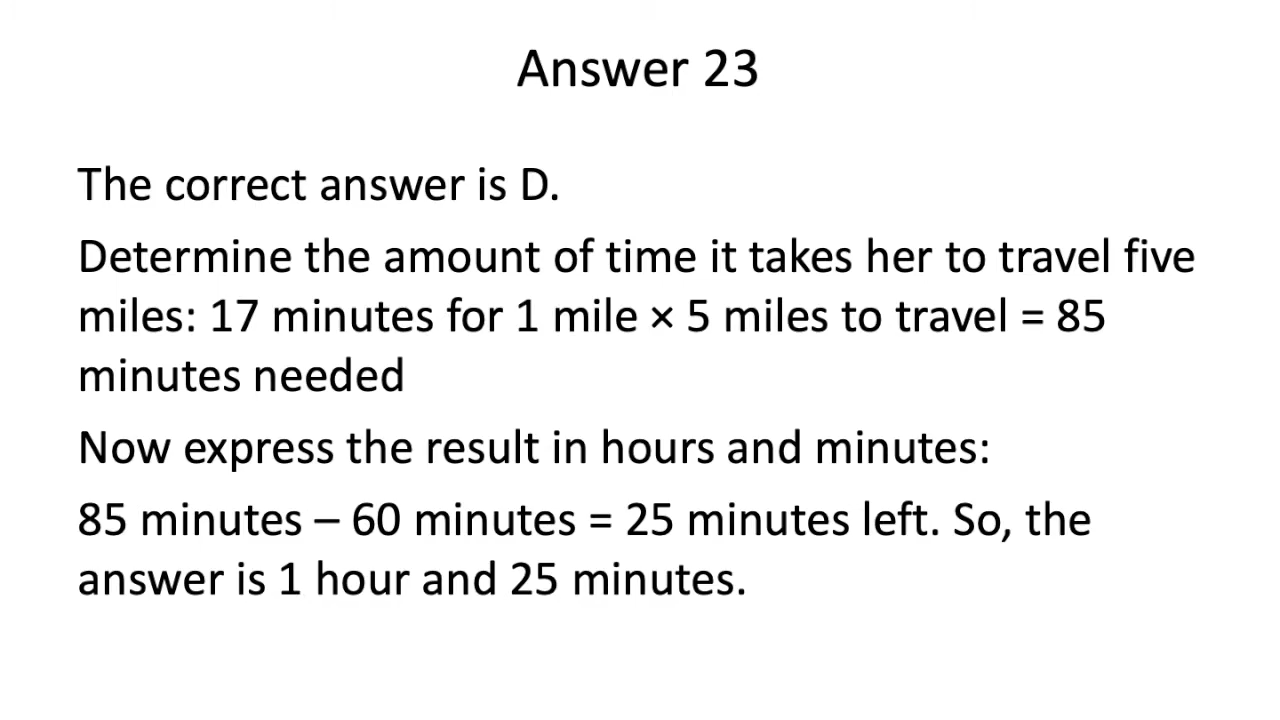 Answer 23
The correct answer is D.
Determine the amount of time it takes her to travel five
miles: 17 minutes for 1 mile × 5 miles to travel = 85
minutes needed
Now express the result in hours and minutes:
85 minutes – 60 minutes = 25 minutes left. So, the
answer is 1 hour and 25 minutes.